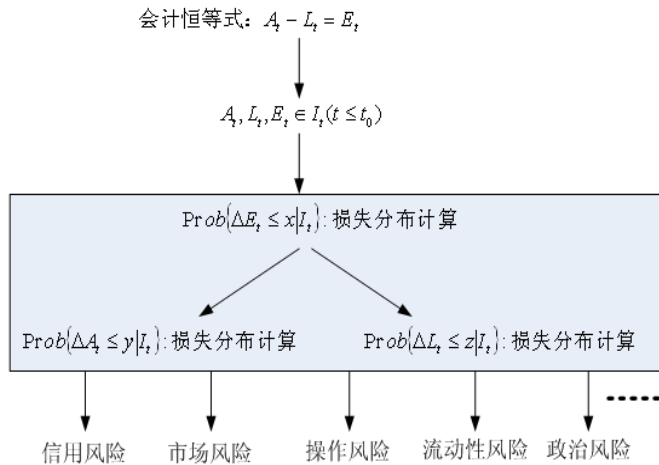 会计恒等式：A_t − L_t = E_t
A_t, L_t, E_t ∈ I_t (t ≤ t_0)
Prob(ΔE_t ≤ x|I_t)：损失分布计算
Prob(ΔA_t ≤ y|I_t)：损失分布计算 Prob(ΔL_t ≤ z|I_t)：损失分布计算
信用风险 市场风险 操作风险 流动性风险 政治风险